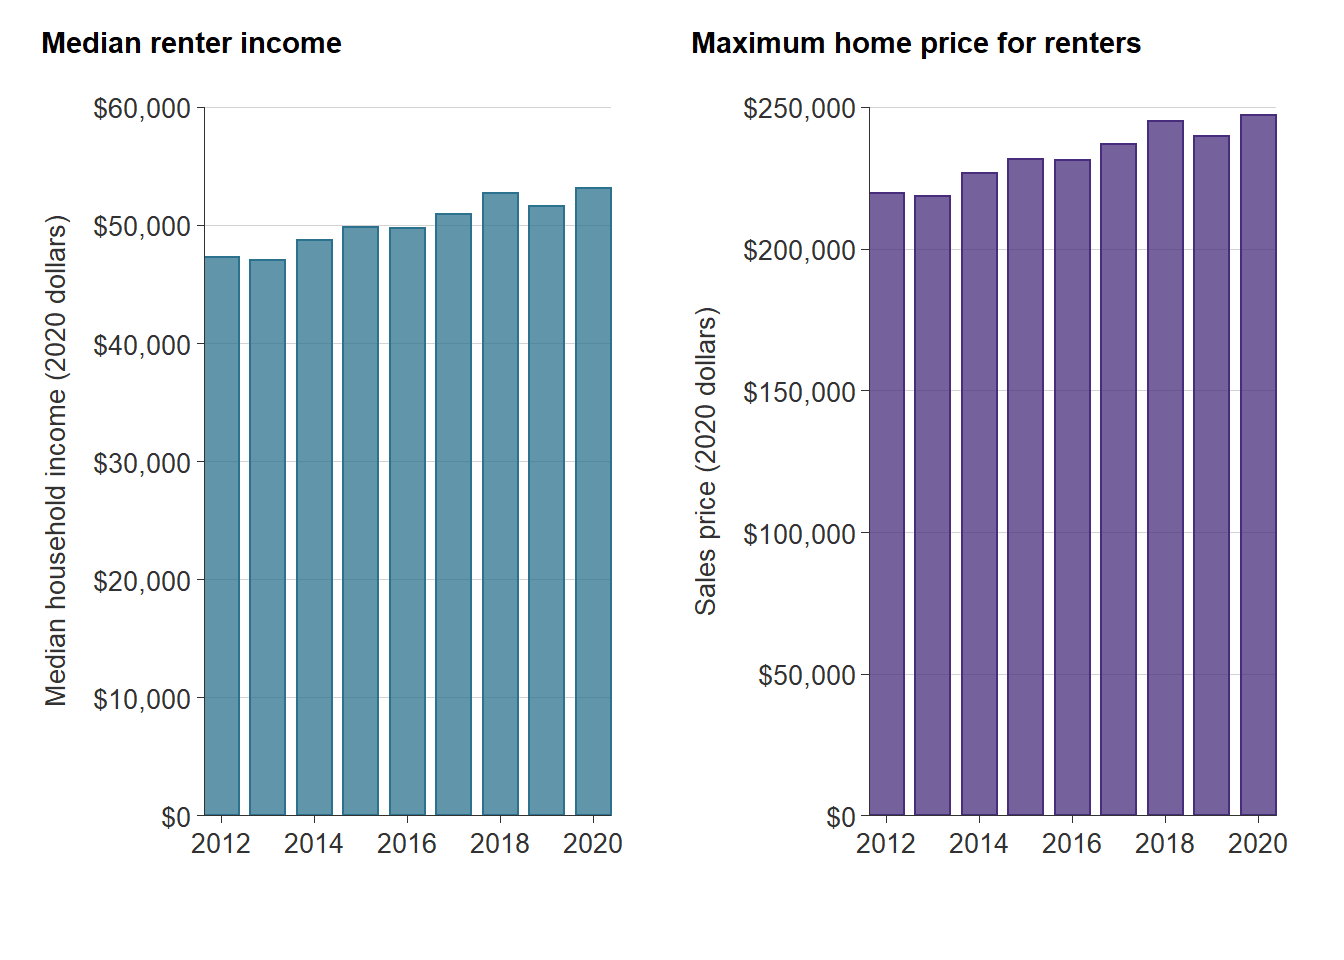 Median renter income
$60,000
$50,000
$40,000
$30,000
$20,000
$10,000
$0
Median household income (2020 dollars)
2012 2014 2016 2018 2020
Maximum home price for renters
$250,000
$200,000
$150,000
$100,000
$50,000
$0
Sales price (2020 dollars)
2012 2014 2016 2018 2020